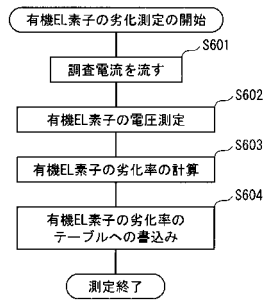 有機EL素子の劣化測定の開始
S601
調査電流を流す
S602
有機EL素子の電圧測定
S603
有機EL素子の劣化率の計算
S604
有機EL素子の劣化率の
テーブルへの書込み
測定終了